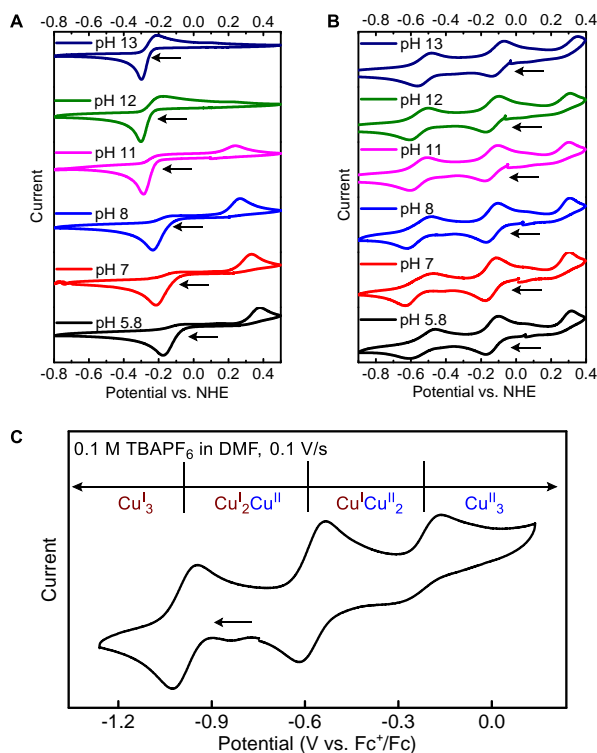 A
-0.8 -0.6 -0.4 -0.2 0.0 0.2 0.4
pH 13
pH 12
pH 11
pH 8
pH 7
pH 5.8
Current
-0.8 -0.6 -0.4 -0.2 0.0 0.2 0.4
Potential vs. NHE
B
-0.8 -0.6 -0.4 -0.2 0.0 0.2 0.4
pH 13
pH 12
pH 11
pH 8
pH 7
pH 5.8
Current
-0.8 -0.6 -0.4 -0.2 0.0 0.2 0.4
Potential vs. NHE
C
0.1 M TBAPF₆ in DMF, 0.1 V/s
Cuᴵ₃ Cuᴵ₂Cuᴵᴵ CuᴵCuᴵᴵ₂ Cuᴵᴵ₃
Current
-1.2 -0.9 -0.6 -0.3 0.0
Potential (V vs. Fc⁺/Fc)